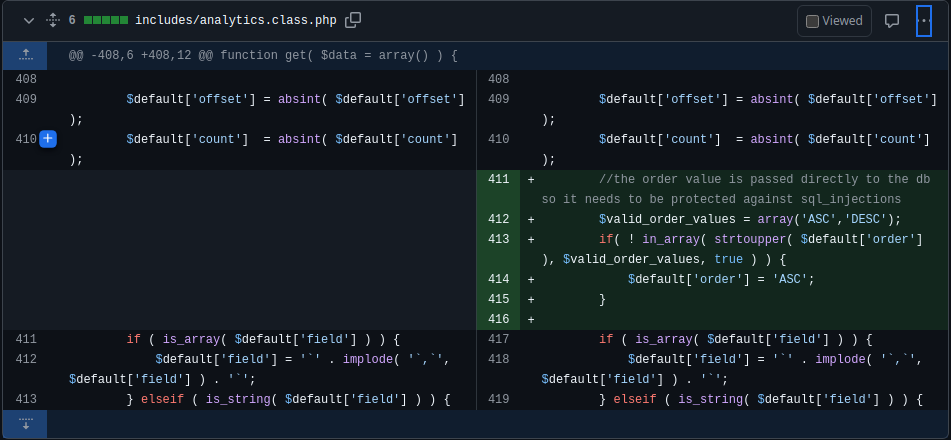 6 includes/analytics.class.php Viewed
@@ -408,6 +408,12 @@ function get( $data = array() ) {
408
409 $default['offset'] = absint( $default['offset']
);
410 + $default['count']  = absint( $default['count']
);
411 if ( is_array( $default['field'] ) ) {
412 $default['field'] = '`' . implode( '`,`',
$default['field'] ) . '`';
413 } elseif ( is_string( $default['field'] ) ) {
408
409 $default['offset'] = absint( $default['offset']
);
410 $default['count']  = absint( $default['count']
);
411 + //the order value is passed directly to the db
so it needs to be protected against sql_injections
412 + $valid_order_values = array('ASC','DESC');
413 + if( ! in_array( strtoupper( $default['order']
), $valid_order_values, true ) ) {
414 + $default['order'] = 'ASC';
415 + }
416 +
417 if ( is_array( $default['field'] ) ) {
418 $default['field'] = '`' . implode( '`,`',
$default['field'] ) . '`';
419 } elseif ( is_string( $default['field'] ) ) {